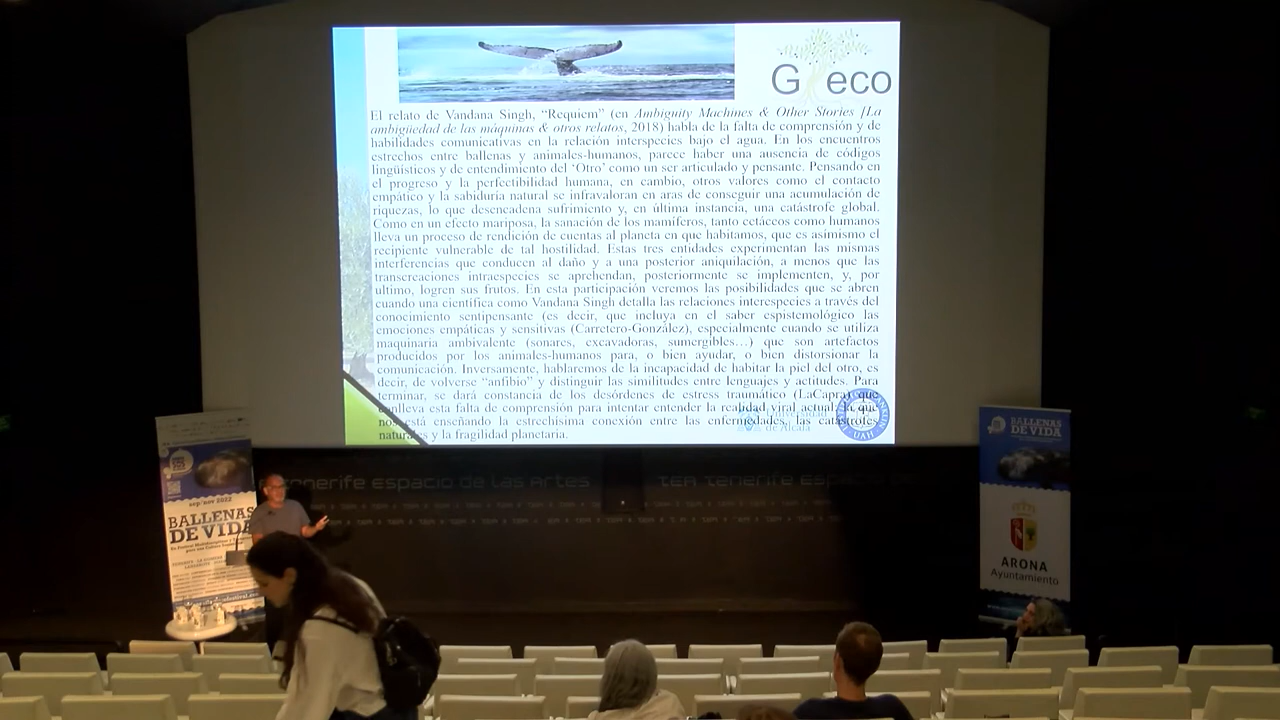 G eco
El relato de Vandana Singh, “Requiem” (en Ambiguity Machines & Other Stories [La
ambigüedad de las máquinas & otros relatos, 2018) habla de la falta de comprensión y de
habilidades comunicativas en la relación interspecies bajo el agua. En los encuentros
estrechos entre ballenas y animales-humanos, parece haber una ausencia de códigos
lingüísticos y de entendimiento del ‘Otro’ como un ser articulado y pensante. Pensando en
el progreso y la perfectibilidad humana, en cambio, otros valores como el contacto
empático y la sabiduría natural se infravaloran en aras de conseguir una acumulación de
riquezas, lo que desencadena sufrimiento y, en última instancia, una catástrofe global.
Como en un efecto mariposa, la sanación de los mamíferos, tanto cetáceos como humanos
lleva un proceso de rendición de cuentas al planeta en que habitamos, que es asimismo el
recipiente vulnerable de tal hostilidad. Estas tres entidades experimentan las mismas
interferencias que conducen al daño y a una posterior aniquilación, a menos que las
transcreaciones intraespecies se aprehendan, posteriormente se implementen, y, por
ultimo, logren sus frutos. En esta participación veremos las posibilidades que se abren
cuando una científica como Vandana Singh detalla las relaciones interespecies a través del
conocimiento sentipensante (es decir, que incluya en el saber espistemológico las
emociones empáticas y sensitivas (Carretero-González), especialmente cuando se utiliza
maquinaria ambivalente (sonares, excavadoras, sumergibles…) que son artefactos
producidos por los animales-humanos para, o bien ayudar, o bien distorsionar la
comunicación. Inversamente, hablaremos de la incapacidad de habitar la piel del otro, es
decir, de volverse “anfibio” y distinguir las similitudes entre lenguajes y actitudes. Para
terminar, se dará constancia de los desórdenes de estress traumático (LaCapra) que
conlleva esta falta de comprensión para intentar entender la realidad viral actual que
nos está enseñando la estrechísima conexión entre las enfermedades, las catástrofes
naturales y la fragilidad planetaria.
Universidad
de Alcalá
UAH
Tenerife Espacio de las Artes
TEA Tenerife Espacio de
sep/nov 2022
BALLENAS
DE VIDA
BALLENAS
DE VIDA
ARONA
Ayuntamiento